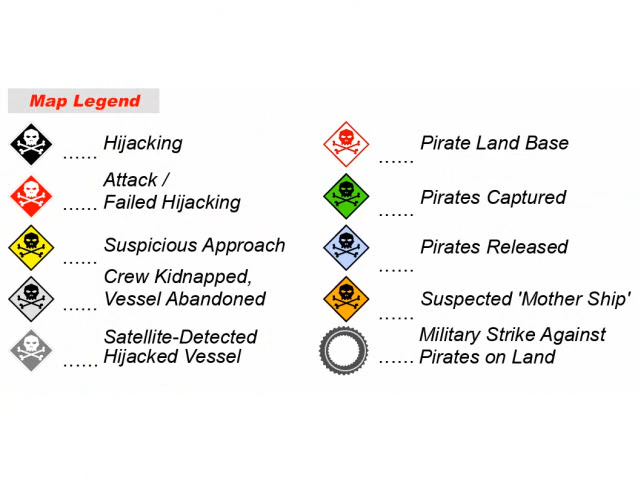 Map Legend
...... Hijacking
Attack /
...... Failed Hijacking
...... Suspicious Approach
Crew Kidnapped,
...... Vessel Abandoned
Satellite-Detected
...... Hijacked Vessel
...... Pirate Land Base
...... Pirates Captured
...... Pirates Released
...... Suspected 'Mother Ship'
Military Strike Against
...... Pirates on Land